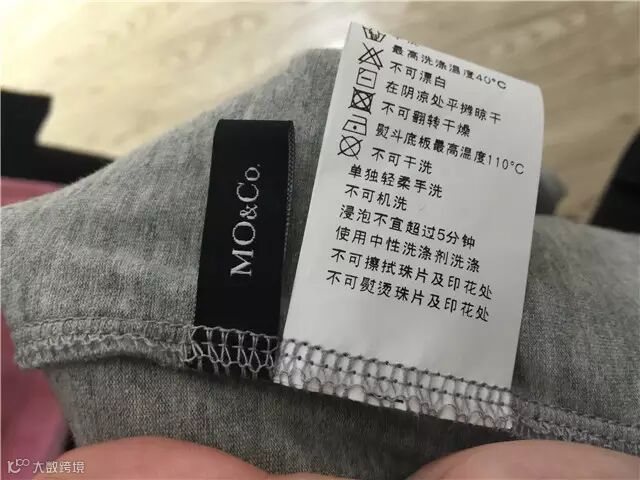 MO&Co.
最高洗涤温度40℃
不可漂白
在阴凉处平摊晾干
不可翻转干燥
熨斗底板最高温度110℃
不可干洗
单独轻柔手洗
不可机洗
浸泡不宜超过5分钟
使用中性洗涤剂洗涤
不可擦拭珠片及印花处
不可熨烫珠片及印花处
大数跨境